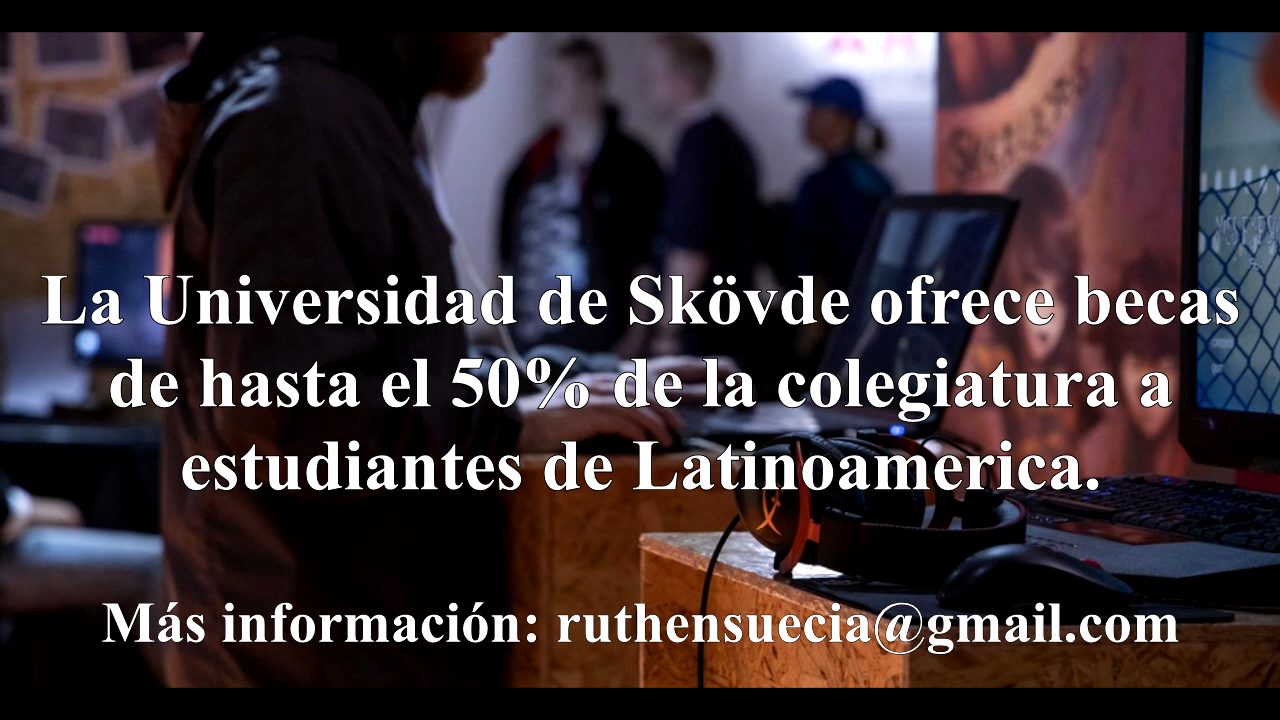 La Universidad de Skövde ofrece becas
de hasta el 50% de la colegiatura a
estudiantes de Latinoamerica.
Más información: ruthensuecia@gmail.com